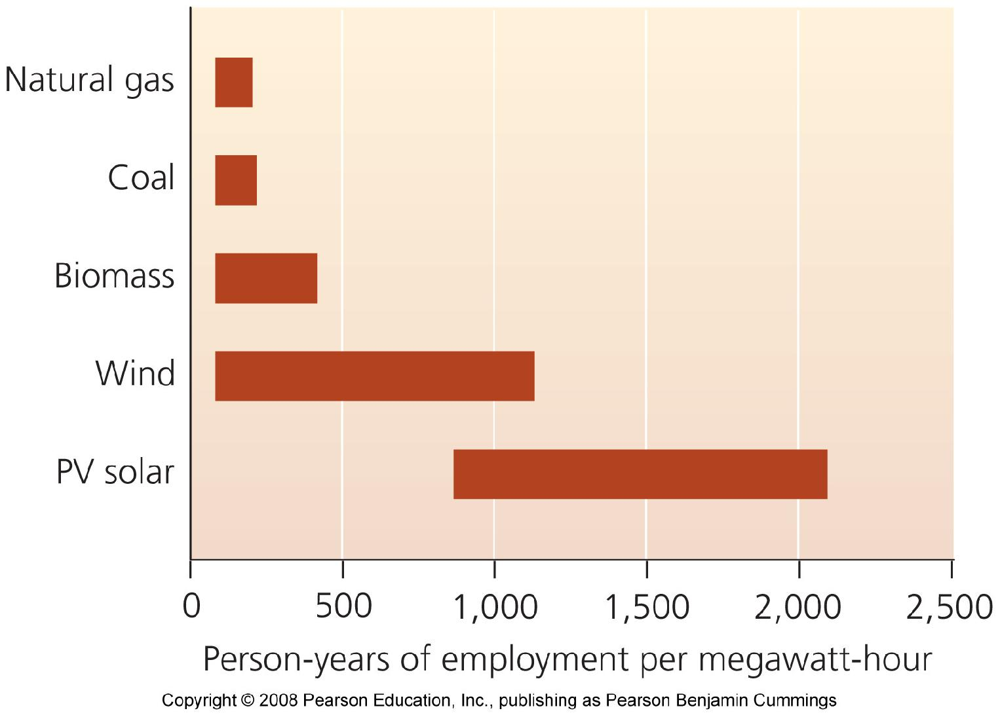 Natural gas
Coal
Biomass
Wind
PV solar
0 500 1,000 1,500 2,000 2,500
Person-years of employment per megawatt-hour
Copyright © 2008 Pearson Education, Inc., publishing as Pearson Benjamin Cummings